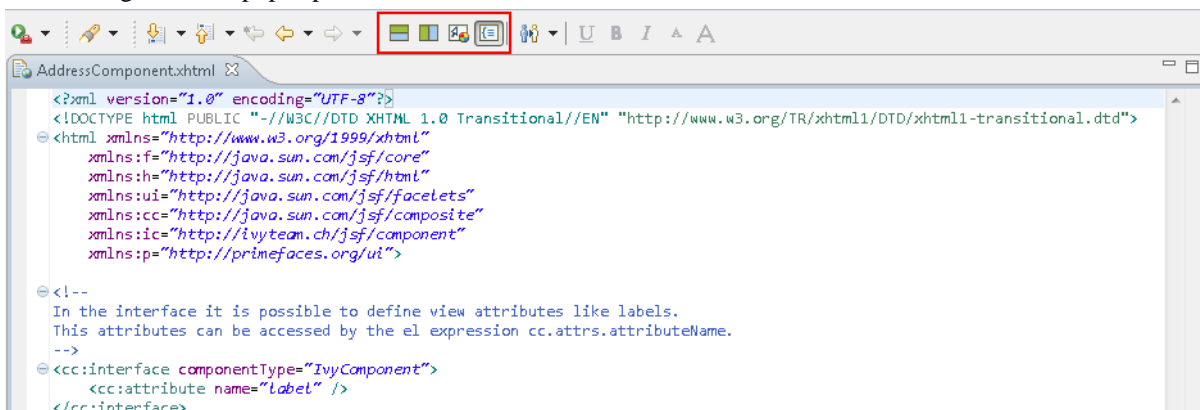 U B I A A
AddressComponent.xhtml
<?xml version="1.0" encoding="UTF-8"?>
<!DOCTYPE html PUBLIC "-//W3C//DTD XHTML 1.0 Transitional//EN" "http://www.w3.org/TR/xhtml1/DTD/xhtml1-transitional.dtd">
<html xmlns="http://www.w3.org/1999/xhtml"
xmlns:f="http://java.sun.com/jsf/core"
xmlns:h="http://java.sun.com/jsf/html"
xmlns:ui="http://java.sun.com/jsf/facelets"
xmlns:cc="http://java.sun.com/jsf/composite"
xmlns:ic="http://ivyteam.ch/jsf/component"
xmlns:p="http://primefaces.org/ui">
<!--
In the interface it is possible to define view attributes like labels.
This attributes can be accessed by the el expression cc.attrs.attributeName.
-->
<cc:interface componentType="IvyComponent">
<cc:attribute name="label" />
</cc:interface>